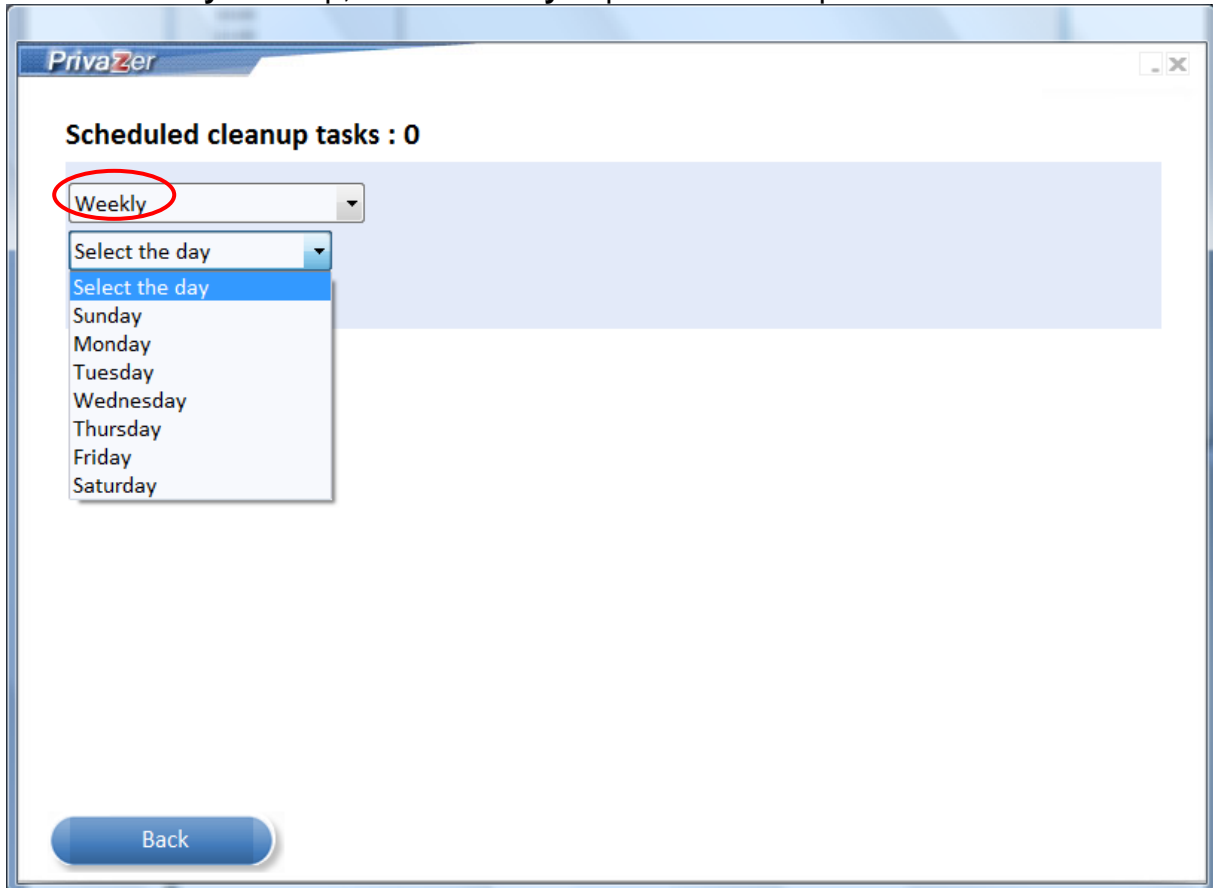 PrivaZer
Scheduled cleanup tasks : 0
Weekly
Select the day
Select the day
Sunday
Monday
Tuesday
Wednesday
Thursday
Friday
Saturday
Back